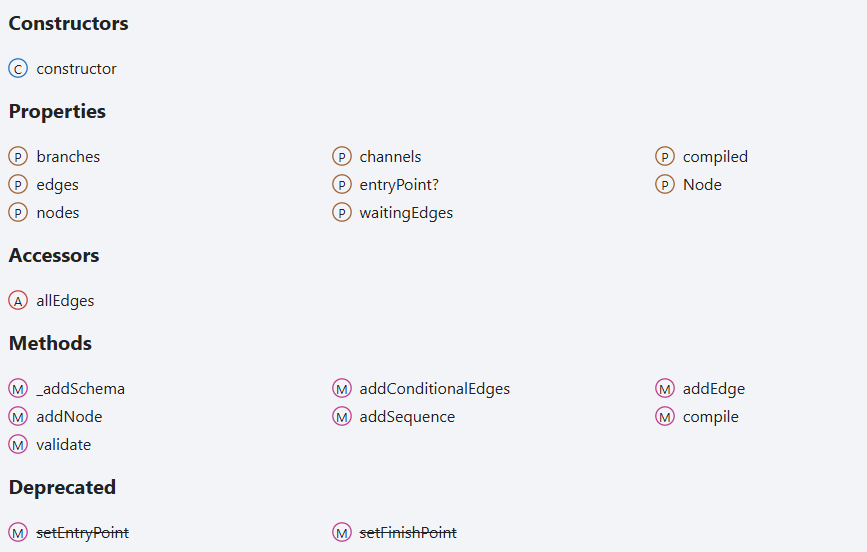 Constructors
C constructor
Properties
P branches P channels P compiled
P edges P entryPoint? P Node
P nodes P waitingEdges
Accessors
A allEdges
Methods
M _addSchema M addConditionalEdges M addEdge
M addNode M addSequence M compile
M validate
Deprecated
M setEntryPoint M setFinishPoint